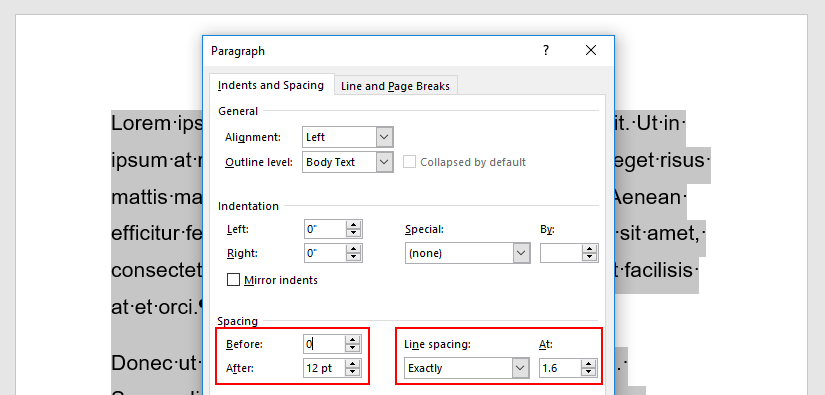 Paragraph ? ×
Indents and Spacing Line and Page Breaks
General
Alignment: Left
Outline level: Body Text Collapsed by default
Indentation
Left: 0" Special: By:
Right: 0" (none)
Mirror indents
Spacing
Before: 0 Line spacing: At:
After: 12 pt Exactly 1.6
Lorem·ips it.·Ut·in·
ipsum·at· eget·risus·
mattis·ma Aenean·
efficitur·fe ·sit·amet,·
consectet t·facilisis·
at·et·orci.
Donec·ut· .·